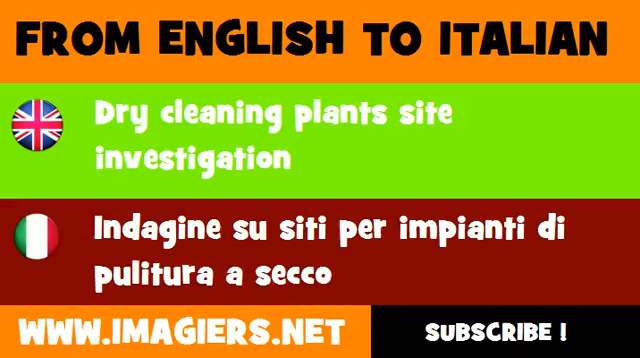 FROM ENGLISH TO ITALIAN
Dry cleaning plants site
investigation
Indagine su siti per impianti di
pulitura a secco
WWW.IMAGIERS.NET
SUBSCRIBE !